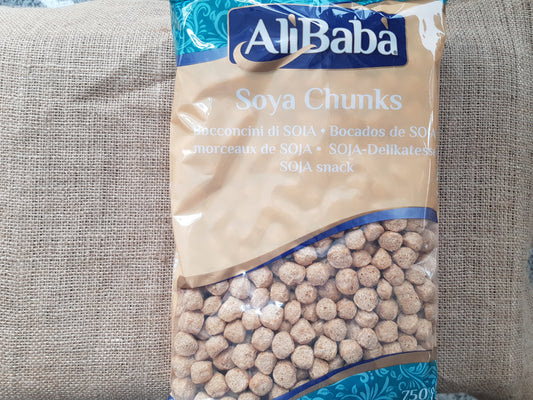 AliBaba
Soya Chunks
Bocconcini di SOIA • Bocados de SOJA
morceaux de SOJA • SOJA-Delikatess
SOJA snack
750